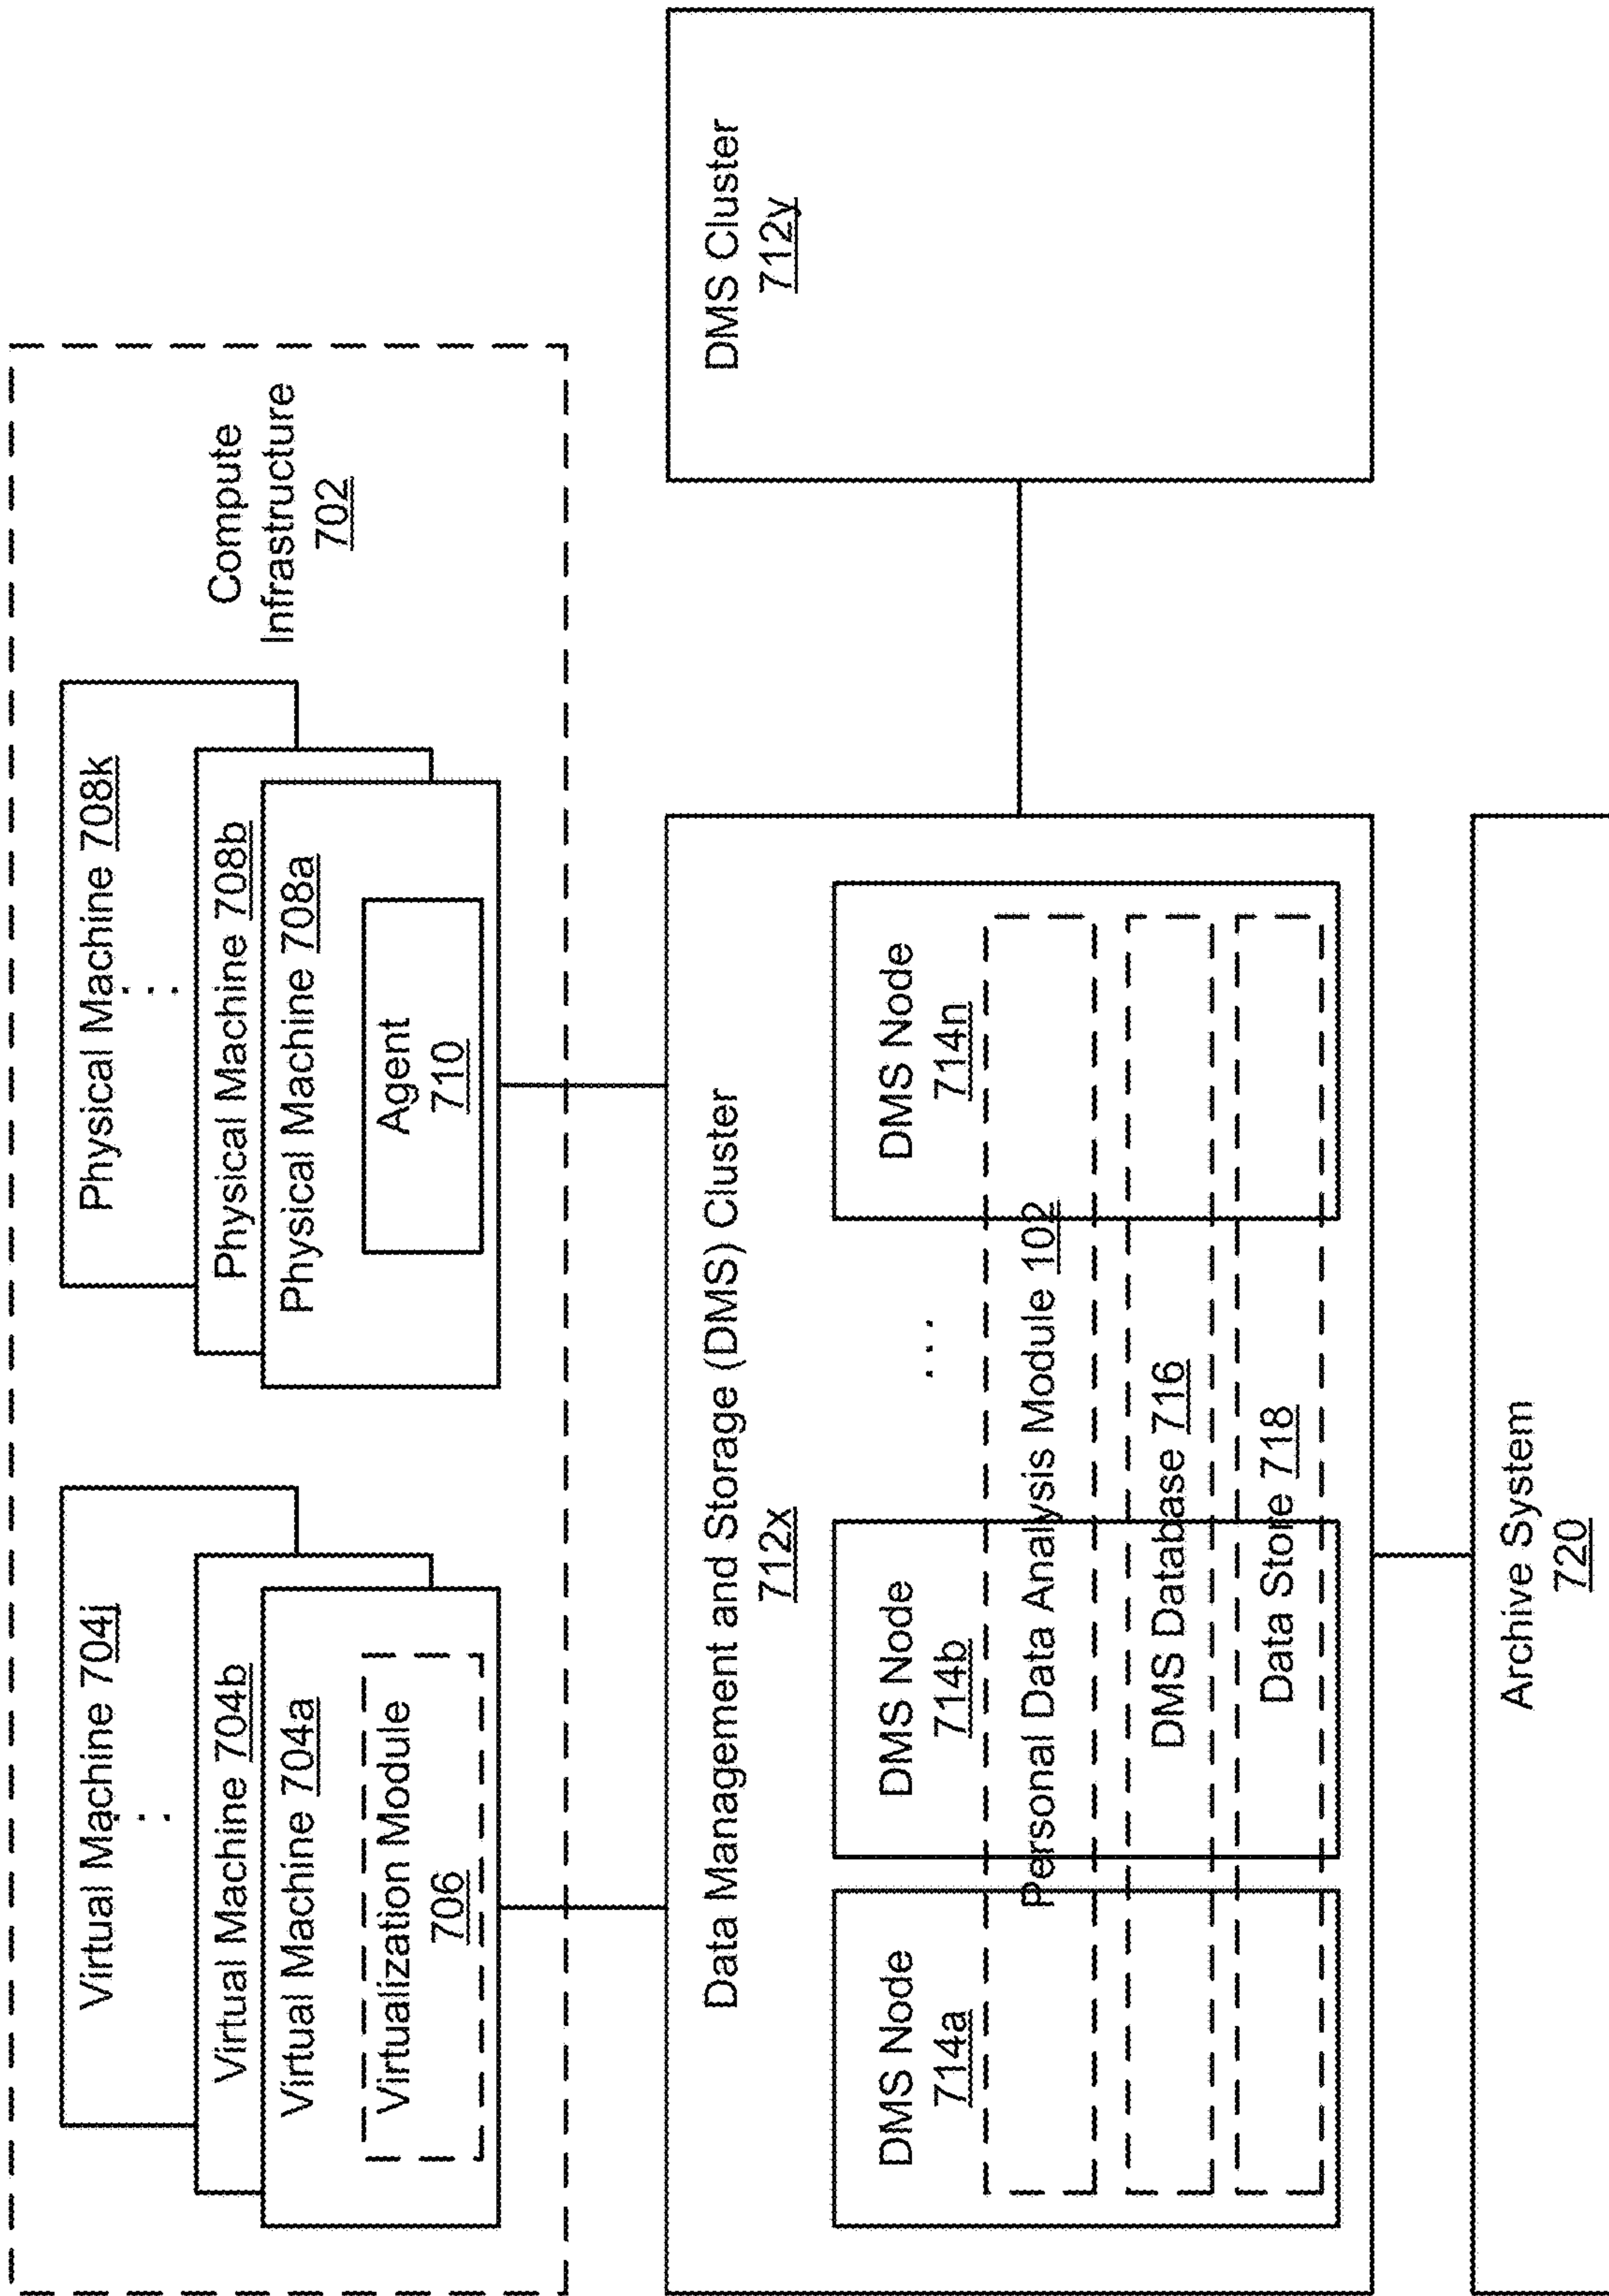 Virtual Machine 704j
. . .
Virtual Machine 704b
Virtual Machine 704a
Virtualization Module
706
Physical Machine 708k
. . .
Physical Machine 708b
Physical Machine 708a
Agent
710
Compute
Infrastructure
702
Data Management and Storage (DMS) Cluster
712x
DMS Node
714a
DMS Node
714b
. . .
DMS Node
714n
Personal Data Analysis Module 102
DMS Database 716
Data Store 718
DMS Cluster
712y
Archive System
720